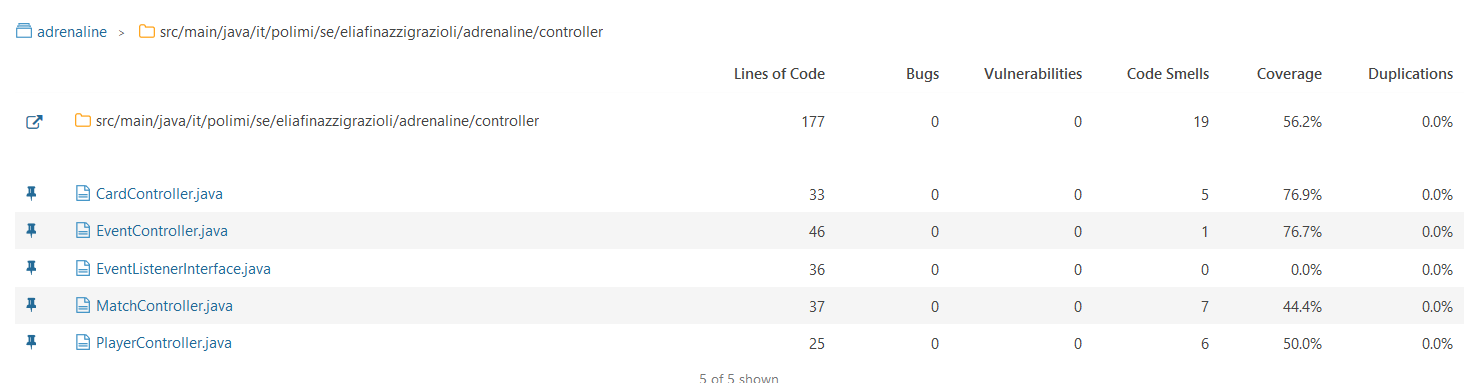 adrenaline > src/main/java/it/polimi/se/eliafinazzigrazioli/adrenaline/controller
Lines of Code Bugs Vulnerabilities Code Smells Coverage Duplications
src/main/java/it/polimi/se/eliafinazzigrazioli/adrenaline/controller 177 0 0 19 56.2% 0.0%
CardController.java 33 0 0 5 76.9% 0.0%
EventController.java 46 0 0 1 76.7% 0.0%
EventListenerInterface.java 36 0 0 0 0.0% 0.0%
MatchController.java 37 0 0 7 44.4% 0.0%
PlayerController.java 25 0 0 6 50.0% 0.0%
5 of 5 shown